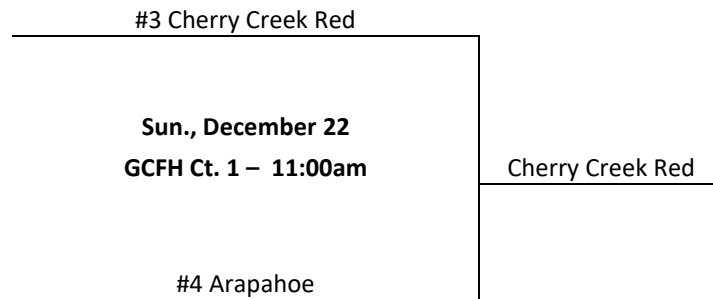 #3 Cherry Creek Red
Sun., December 22
GCFH Ct. 1 – 11:00am
Cherry Creek Red
#4 Arapahoe